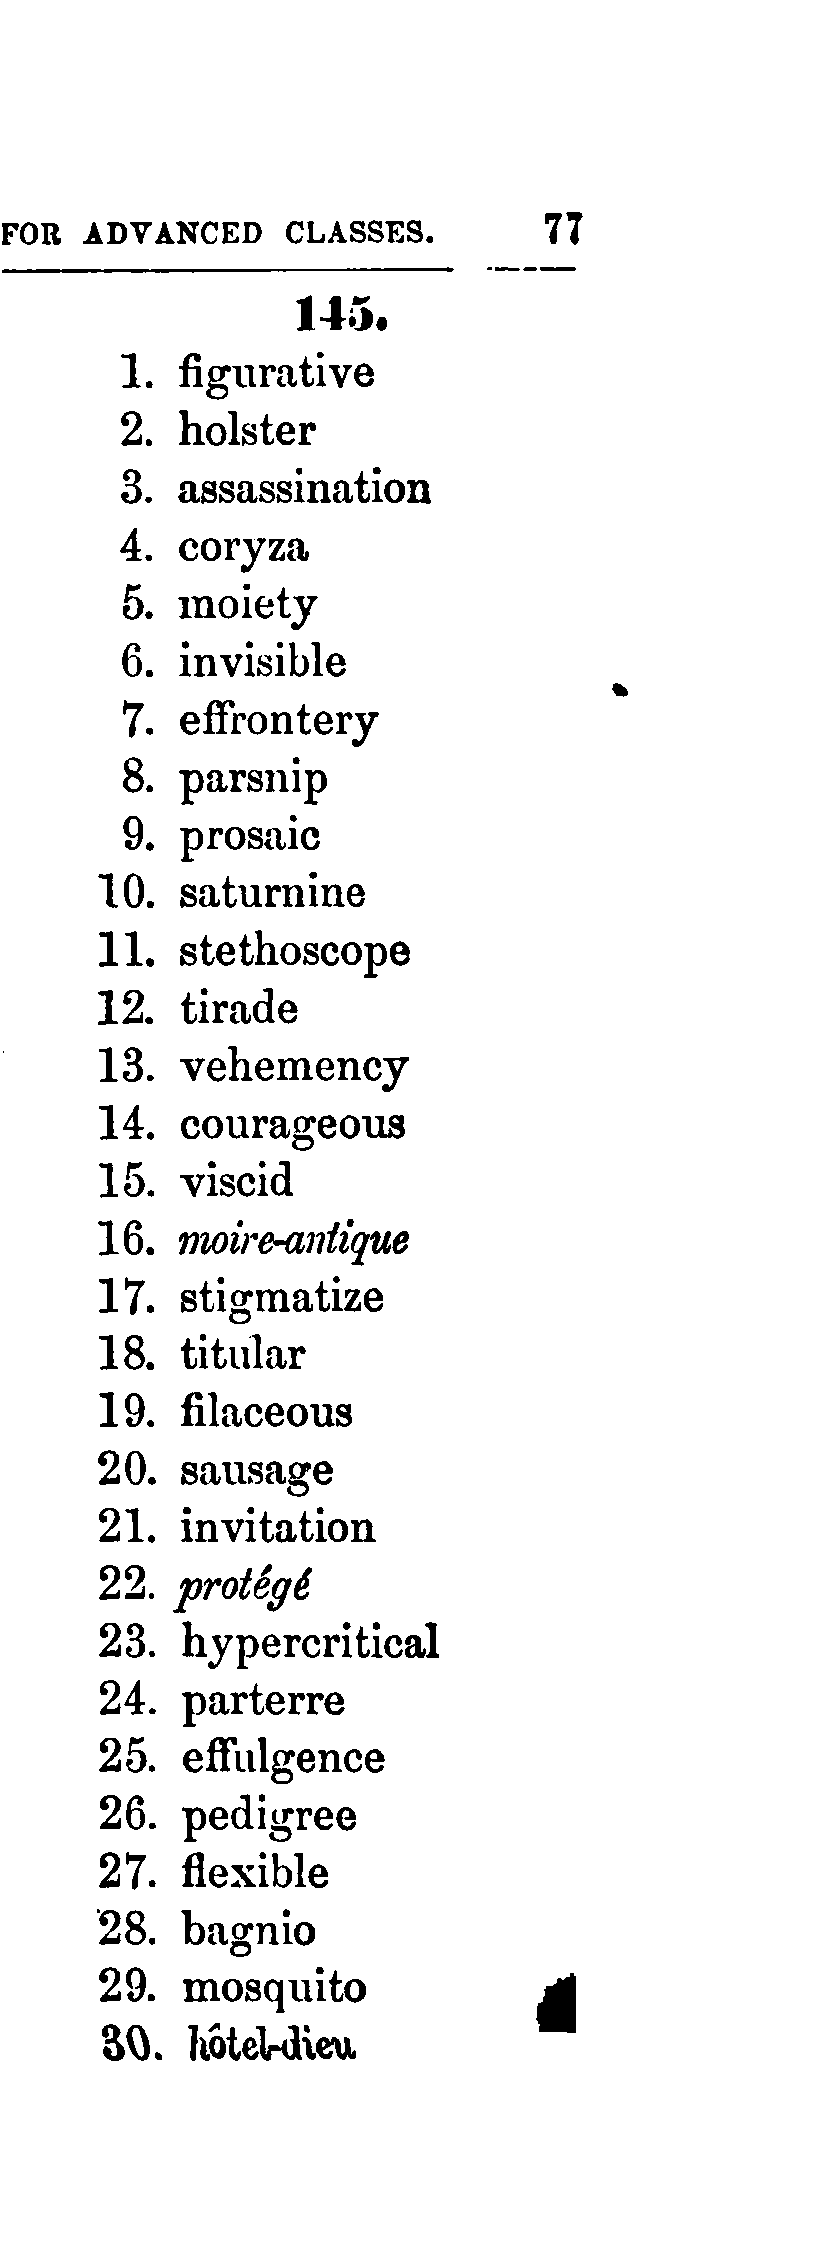 FOR ADVANCED CLASSES. 77
145.
1. figurative
2. holster
3. assassination
4. coryza
5. moiety
6. invisible
7. effrontery
8. parsnip
9. prosaic
10. saturnine
11. stethoscope
12. tirade
13. vehemency
14. courageous
15. viscid
16. moire-antique
17. stigmatize
18. titular
19. filaceous
20. sausage
21. invitation
22. protégé
23. hypercritical
24. parterre
25. effulgence
26. pedigree
27. flexible
28. bagnio
29. mosquito
30. hôtel-dieu